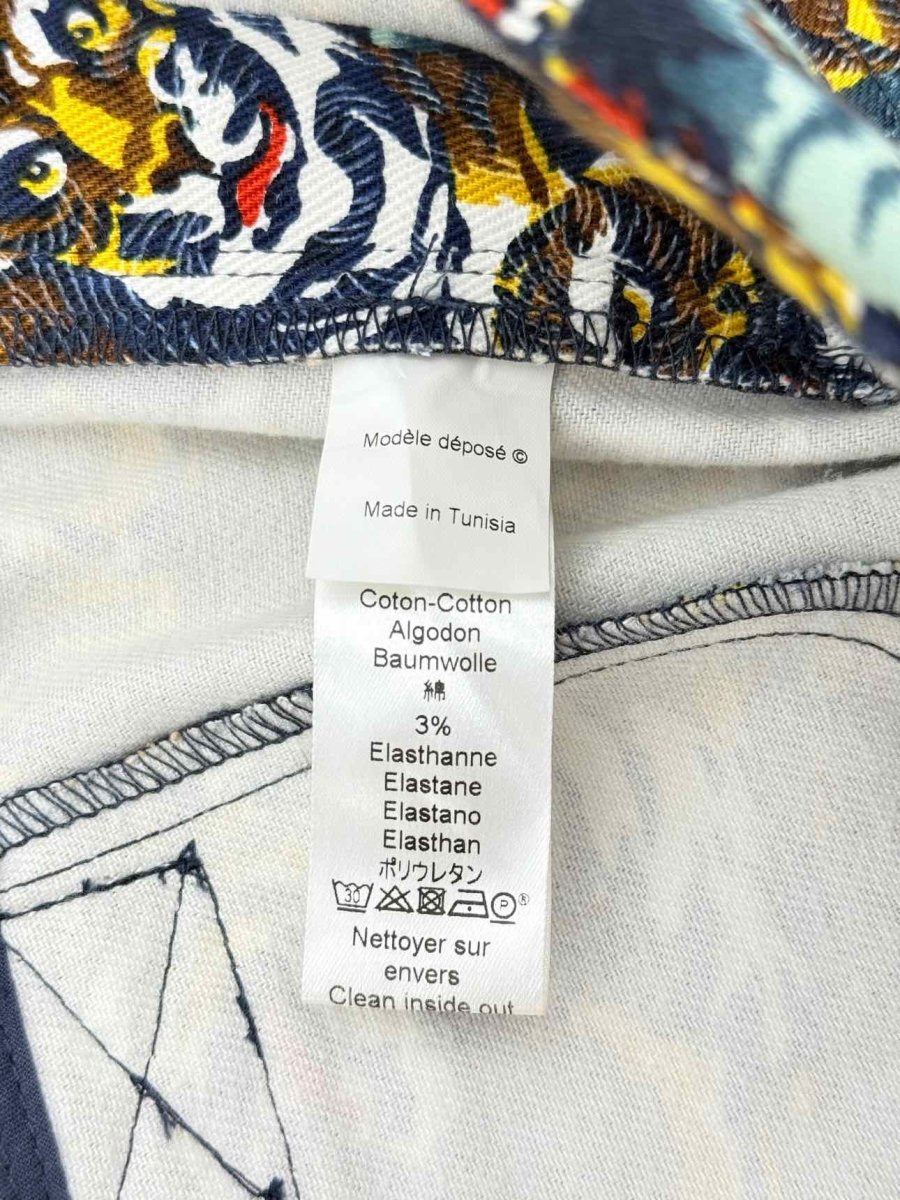 Modèle déposé ©
Made in Tunisia
Coton-Cotton
Algodon
Baumwolle
綿
3%
Elasthanne
Elastane
Elastano
Elasthan
ポリウレタン
30 P ®
Nettoyer sur
envers
Clean inside out